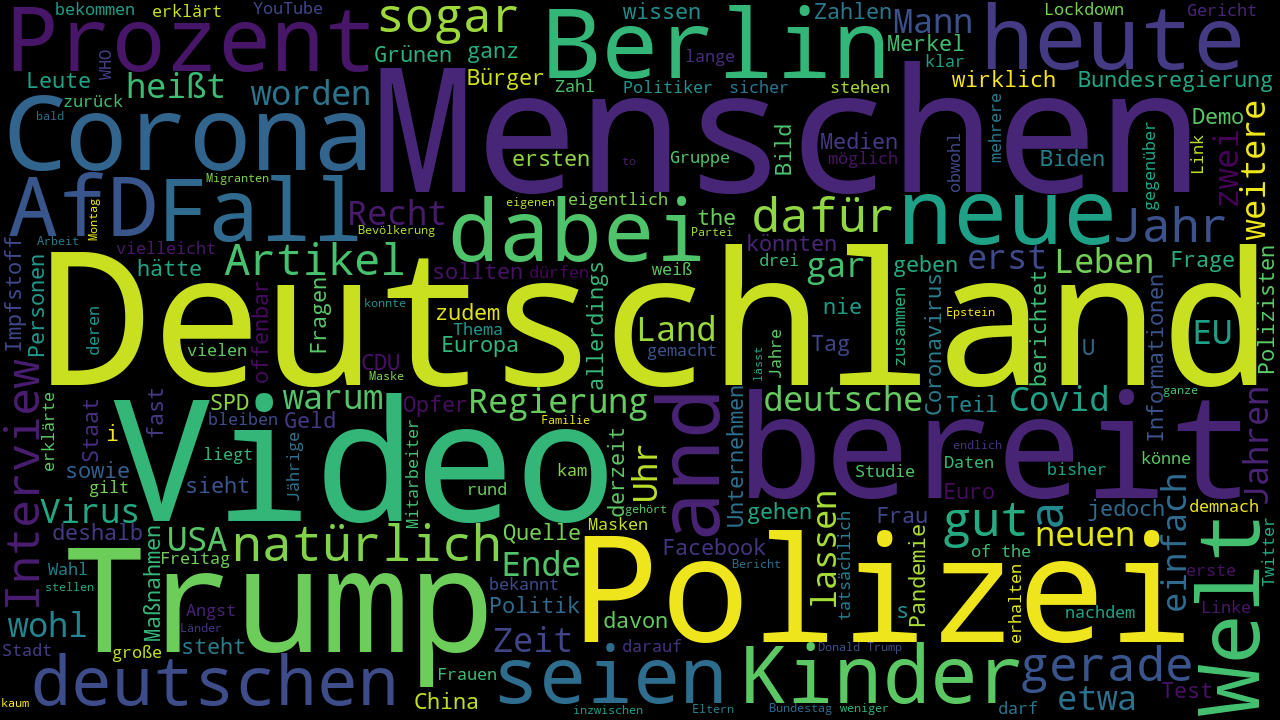 bekommen
erklärt
YouTube
sogar
wissen
Zahlen
Lockdown
Gericht
Prozent
Berlin
Mann
heute
Grünen
ganz
lange
Merkel
klar
WHO
Leute
heißt
worden
Bürger
Zahl
Politiker
sicher
stehen
wirklich
Bundesregierung
zurück
bald
Corona
Menschen
mehrere
Demo
weitere
ersten
to
Gruppe
Bild
Medien
möglich
obwohl
Biden
gegenüber
Link
zwei
AfD
Fall
Migranten
Recht
eigenen
eigentlich
the
dafür
neue
Jahr
Montag
Bevölkerung
dabei
Partei
Arbeit
vielleicht
hätte
Artikel
sollten
dürfen
weiß
könnten
drei
gar
geben
erst
Leben
Frage
Impfstoff
Personen
deren
Deutschland
offenbar
Fragen
konnte
zudem
Thema
Europa
allerdings
Land
gemacht
nie
Tag
Jahre
lässt
zusammen
Coronavirus
Epstein
berichtet
U
Informationen
EU
Polizisten
vielen
CDU
Maske
Interview
erklärte
Staat
fast
SPD
warum
Opfer
Regierung
and
deutsche
Teil
Covid
ganze
Jahren
i
bleiben
Geld
Familie
Unternehmen
bereit
endlich
sowie
liegt
Jährige
Mitarbeiter
Video
kam
derzeit
Uhr
Studie
Daten
bisher
könne
gilt
sieht
rund
gehört
Euro
Virus
deshalb
USA
natürlich
Quelle
Masken
gehen
lassen
Frau
gut
a
jedoch
einfach
demnach
Welt
Twitter
Maßnahmen
Freitag
Ende
Facebook
Bericht
tatsächlich
Pandemie
of the
neuen
Wahl
stellen
Trump
bekannt
Polizei
erste
Angst
Politik
s
erhalten
nachdem
Linke
wohl
Länder
davon
Stadt
große
steht
Zeit
darauf
Donald Trump
deutschen
Frauen
seien
Kinder
gerade
Test
kaum
China
inzwischen
Eltern
Bundestag
weniger
darf
etwa